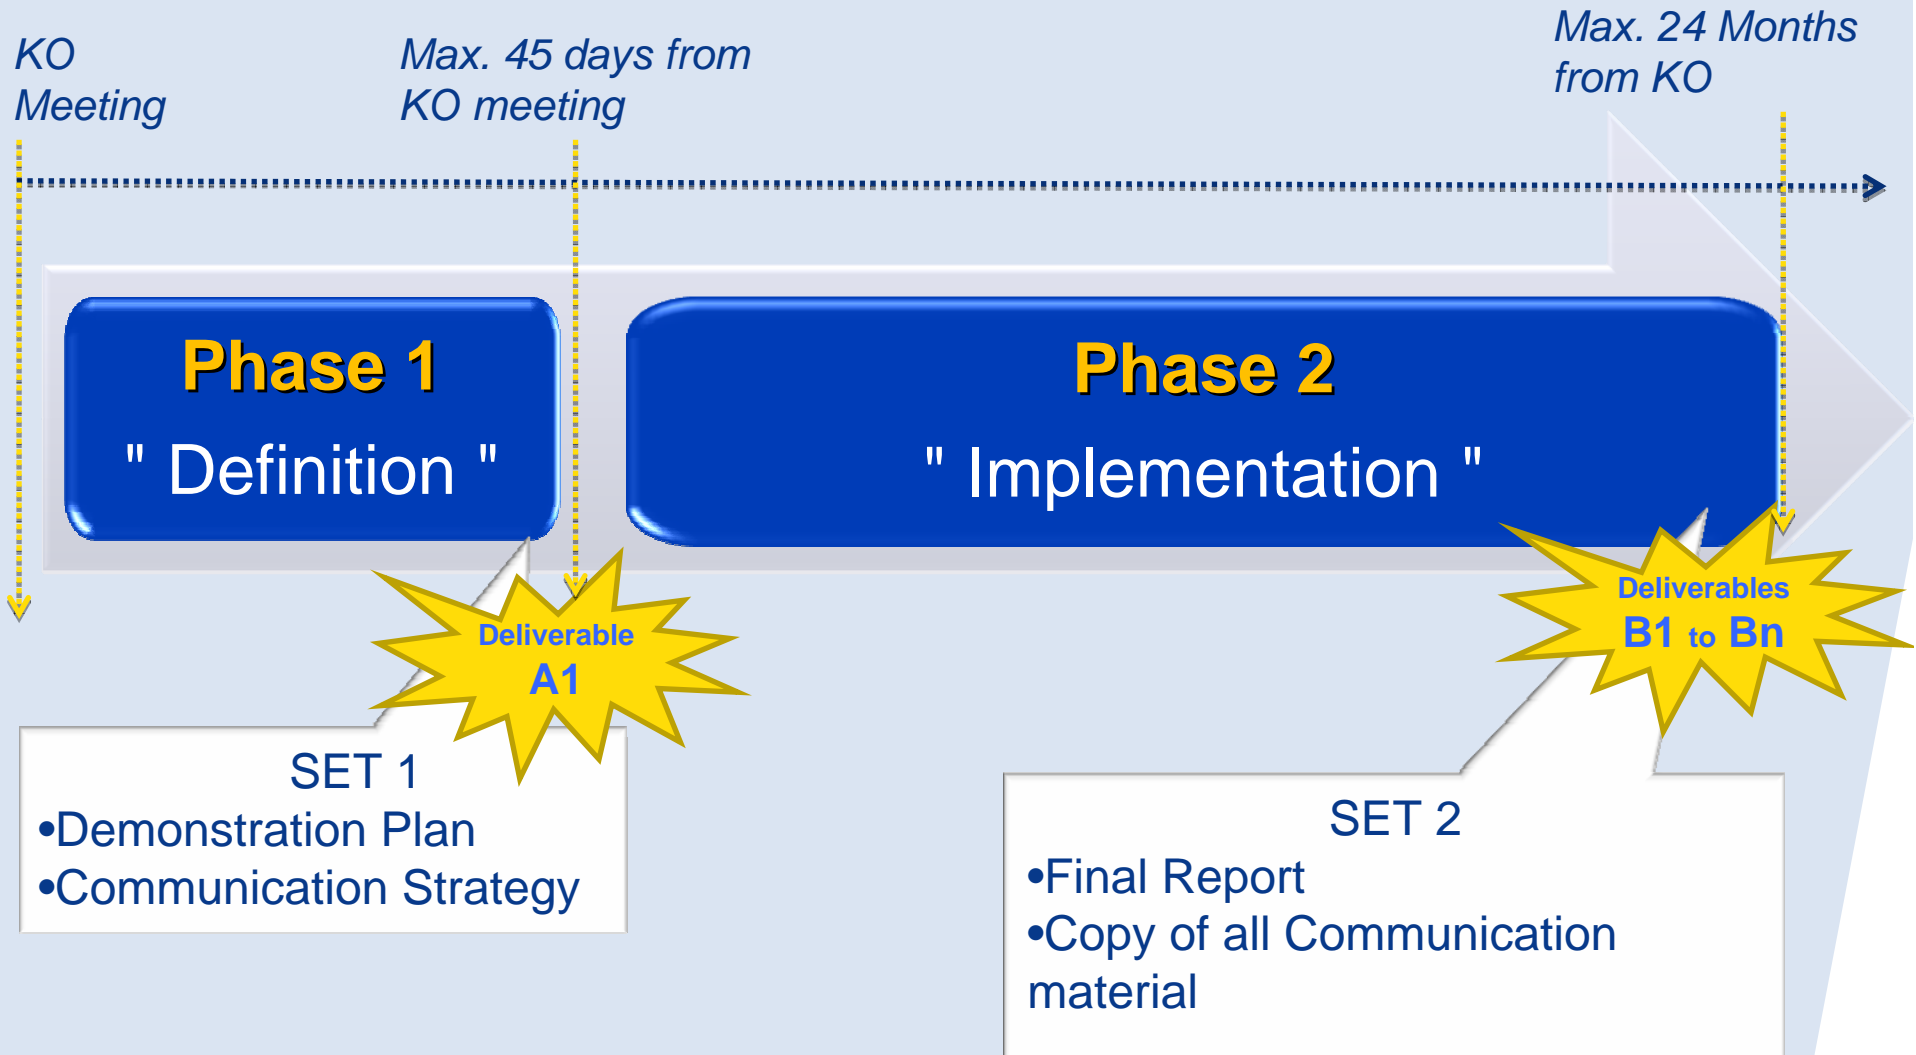 KO
Meeting
Max. 45 days from
KO meeting
Max. 24 Months
from KO
Phase 1
" Definition "
Phase 2
" Implementation "
Deliverable
A1
Deliverables
B1 to Bn
SET 1
•Demonstration Plan
•Communication Strategy
SET 2
•Final Report
•Copy of all Communication
material